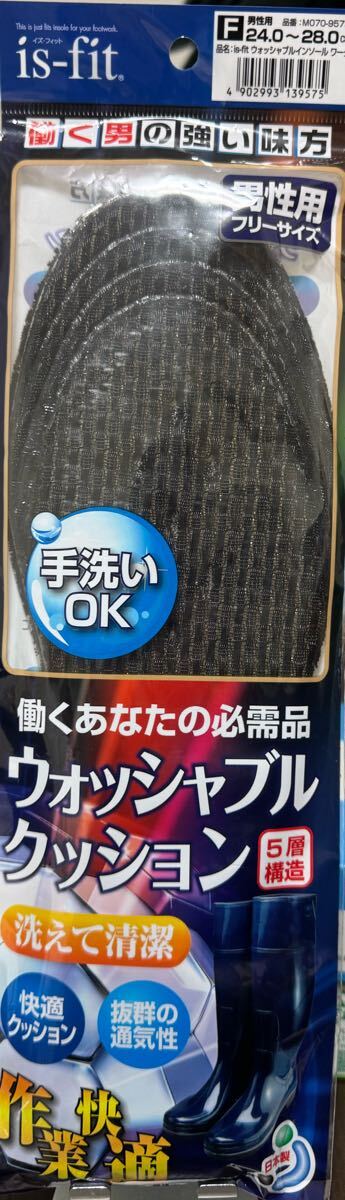 This is just fits insole for your footwork.
イズ・フィット
is-fit®
F 男性用 品番:M070-957
24.0～28.0c
品名:is-fit ウォッシャブルインソール ワー
4 902993 139575
働く男の強い味方
男性用
フリーサイズ
手洗い
OK
働くあなたの必需品
ウォッシャブル
クッション
5層
構造
洗えて清潔
快適
クッション
抜群の
通気性
作業快適
日本製